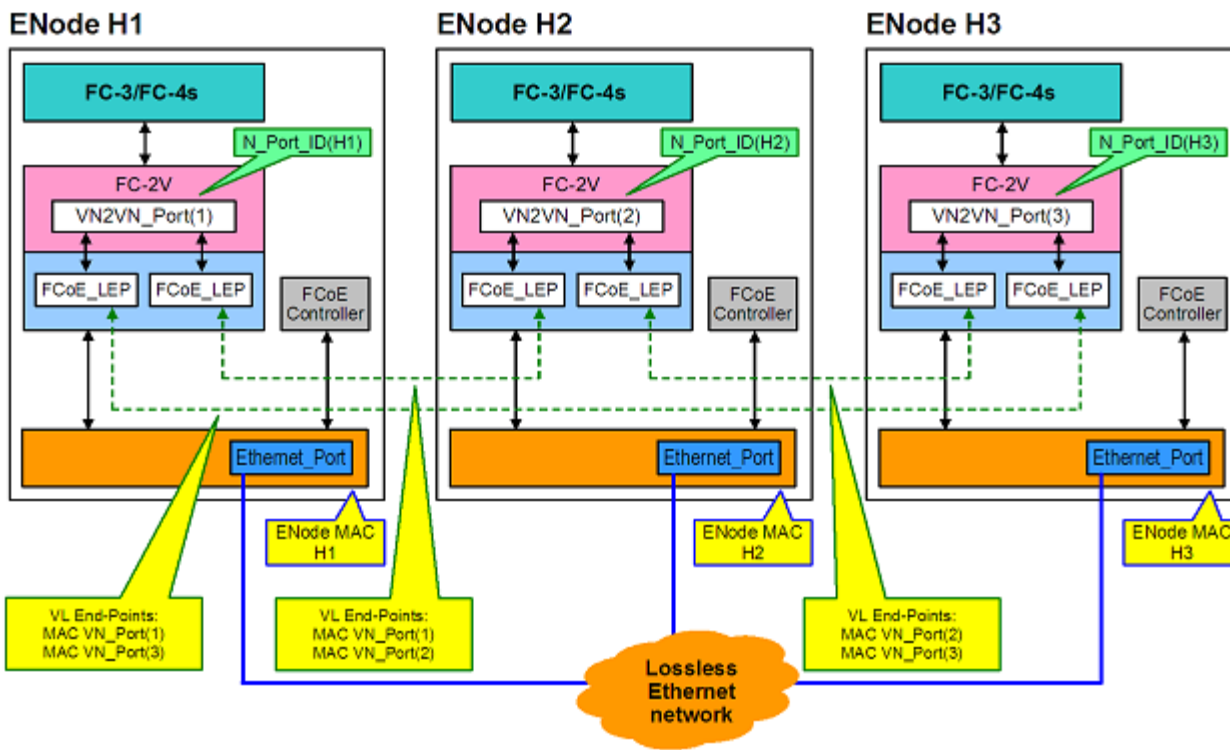 ENode H1
ENode H2
ENode H3
FC-3/FC-4s
FC-3/FC-4s
FC-3/FC-4s
N_Port_ID(H1)
N_Port_ID(H2)
N_Port_ID(H3)
FC-2V
FC-2V
FC-2V
VN2VN_Port(1)
VN2VN_Port(2)
VN2VN_Port(3)
FCoE_LEP
FCoE_LEP
FCoE
Controller
FCoE_LEP
FCoE_LEP
FCoE
Controller
FCoE_LEP
FCoE_LEP
FCoE
Controller
Ethernet_Port
Ethernet_Port
Ethernet_Port
ENode MAC
H1
ENode MAC
H2
ENode MAC
H3
VL End-Points:
MAC VN_Port(1)
MAC VN_Port(3)
VL End-Points:
MAC VN_Port(1)
MAC VN_Port(2)
VL End-Points:
MAC VN_Port(2)
MAC VN_Port(3)
Lossless
Ethernet
network